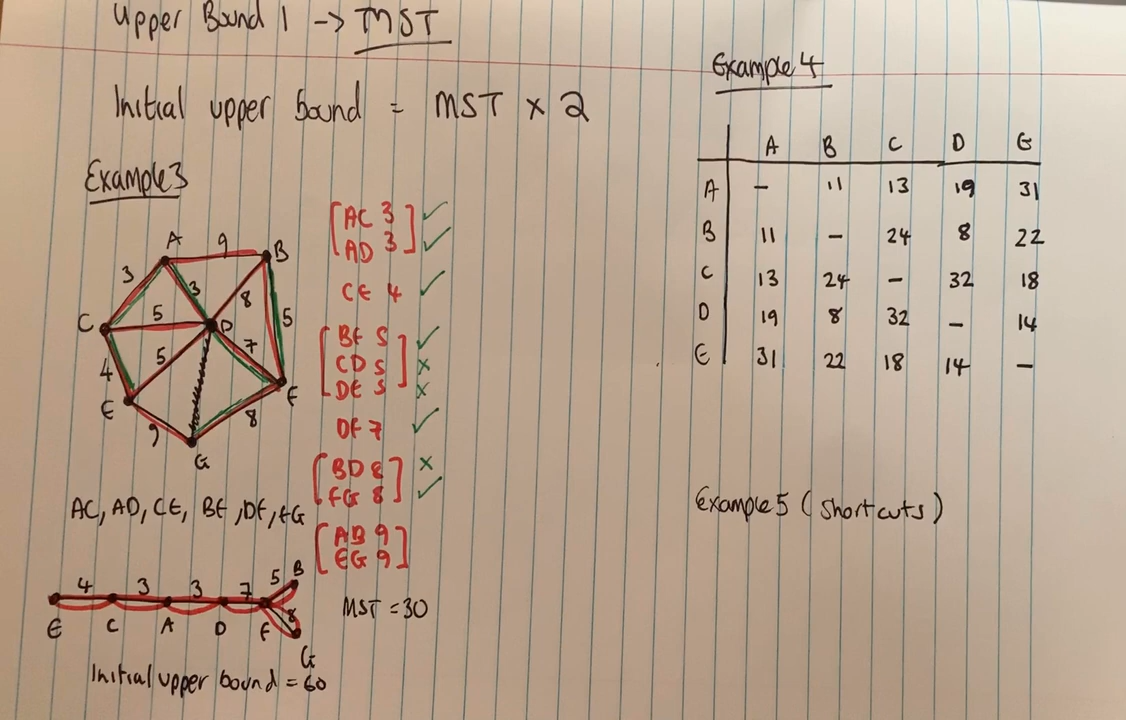 Upper Bound 1 -> MST
Initial upper bound = MST x 2
Example 3
A 9 B
3 3 8
C 5 D 5
4 5 7
E F
9 8
G
[AC 3] ✓
[AD 3] ✓
CE 4 ✓
[BF 5] ✓
[CD 5] x
[DE 5] x
DF 7 ✓
[BD 8] x
[FG 8] ✓
[AB 9]
[EG 9]
AC, AD, CE, BF, DF, FG
4 3 3 7 5 B
E C A D F 8
G
MST = 30
Initial upper bound = 60
Example 4
A B C D E
A - 11 13 19 31
B 11 - 24 8 22
C 13 24 - 32 18
D 19 8 32 - 14
E 31 22 18 14 -
Example 5 (shortcuts)